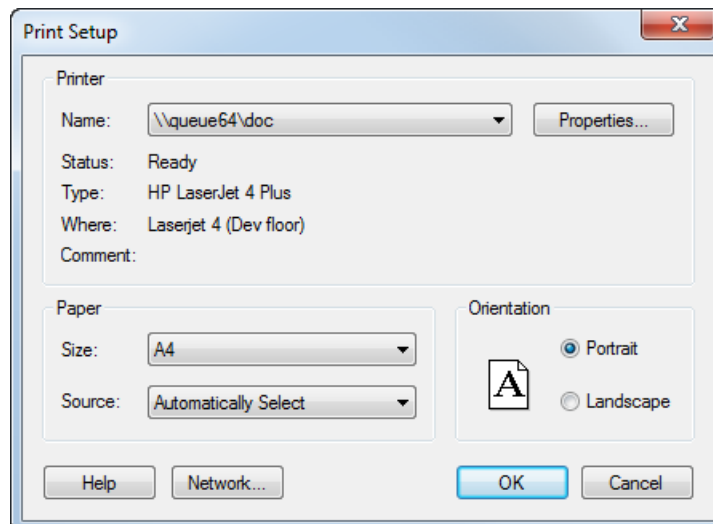 Print Setup
Printer
Name: \\queue64\doc Properties...
Status: Ready
Type: HP LaserJet 4 Plus
Where: Laserjet 4 (Dev floor)
Comment:
Paper
Size: A4
Source: Automatically Select
Orientation
A
Portrait
Landscape
Help Network... OK Cancel